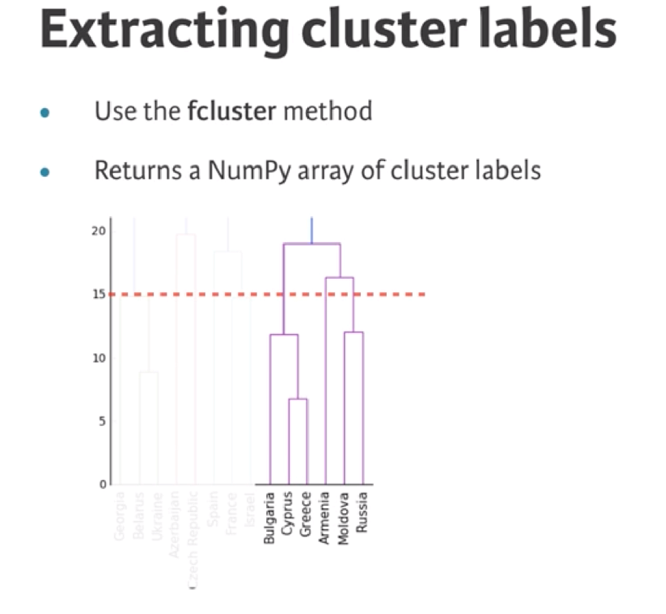 Extracting cluster labels
Use the fcluster method
Returns a NumPy array of cluster labels
20
15
10
5
0
Georgia
Belarus
Ukraine
Azerbaijan
Czech Republic
Spain
France
Israel
Bulgaria
Cyprus
Greece
Armenia
Moldova
Russia